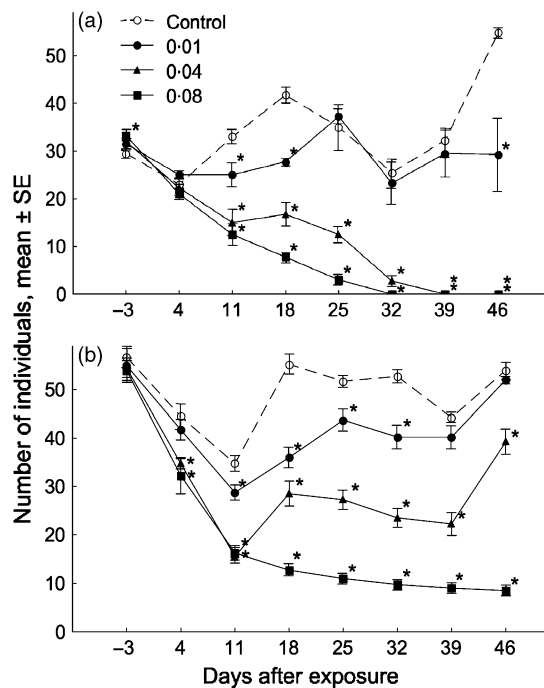 (a)
Control
0·01
0·04
0·08
50
40
30
20
10
0
* * * * * * * * * * * * * * * *
−3 4 11 18 25 32 39 46
Number of individuals, mean ± SE
(b)
50
40
30
20
10
0
* * * * * * * * * * * * * * * * *
−3 4 11 18 25 32 39 46
Days after exposure